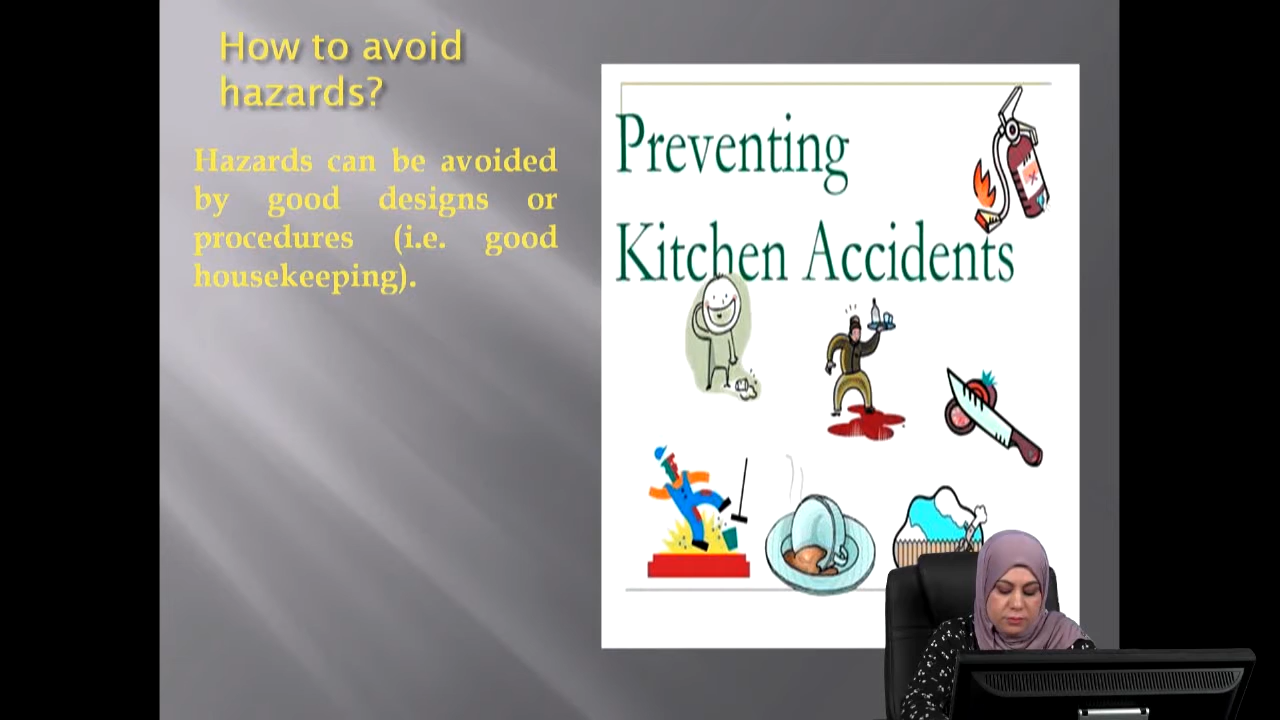 How to avoid
hazards?
Hazards can be avoided
by good designs or
procedures (i.e. good
housekeeping).
Preventing
Kitchen Accidents